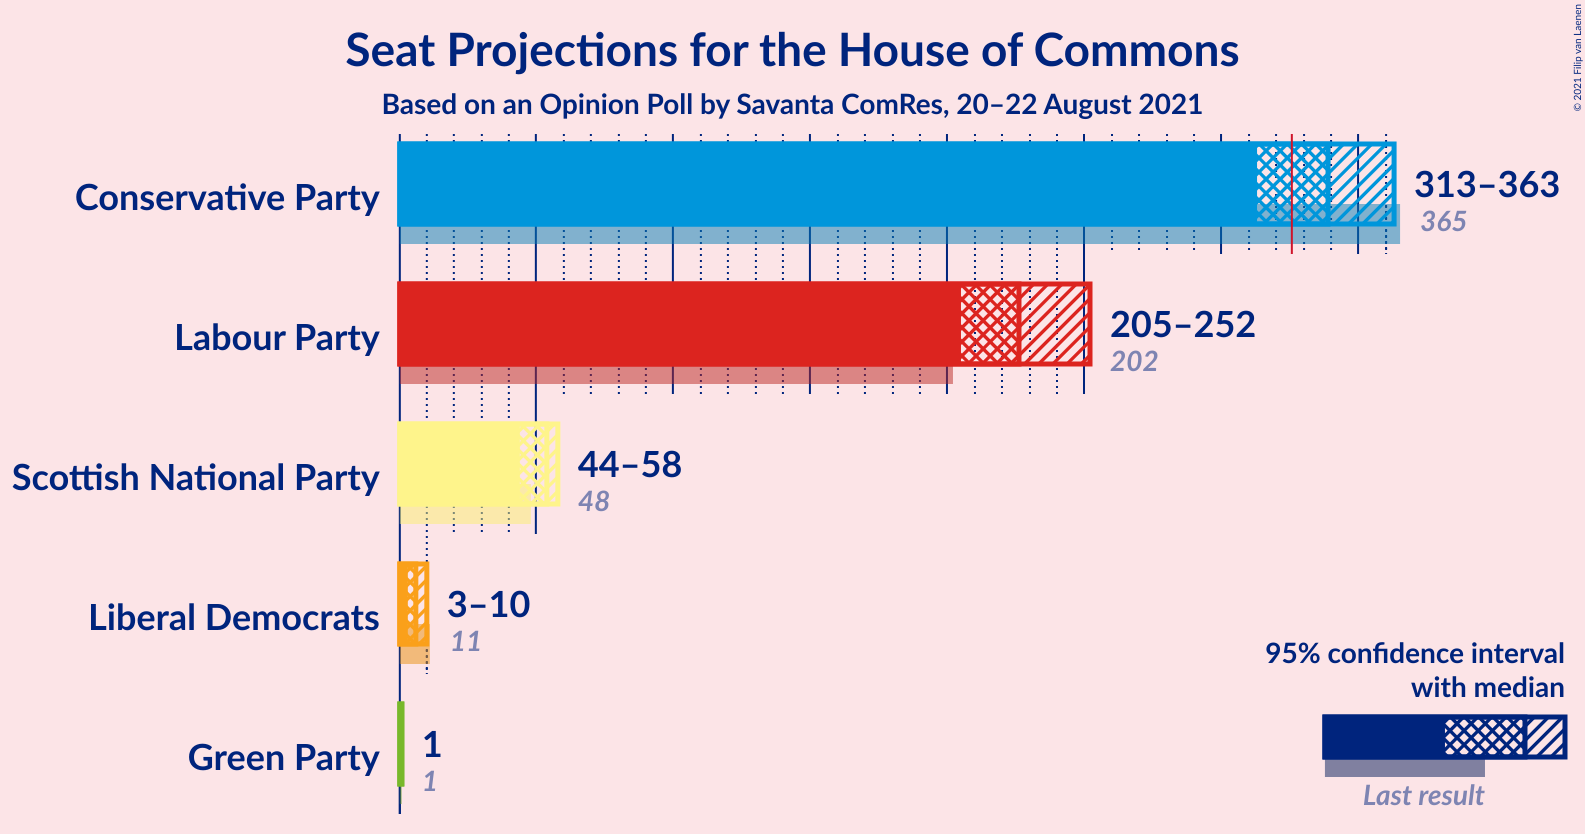 Seat Projections for the House of Commons
Based on an Opinion Poll by Savanta ComRes, 20–22 August 2021
© 2021 Filip van Laenen
Conservative Party
313–363
365
Labour Party
205–252
202
Scottish National Party
44–58
48
Liberal Democrats
3–10
11
Green Party
1
1
95% confidence interval
with median
Last result